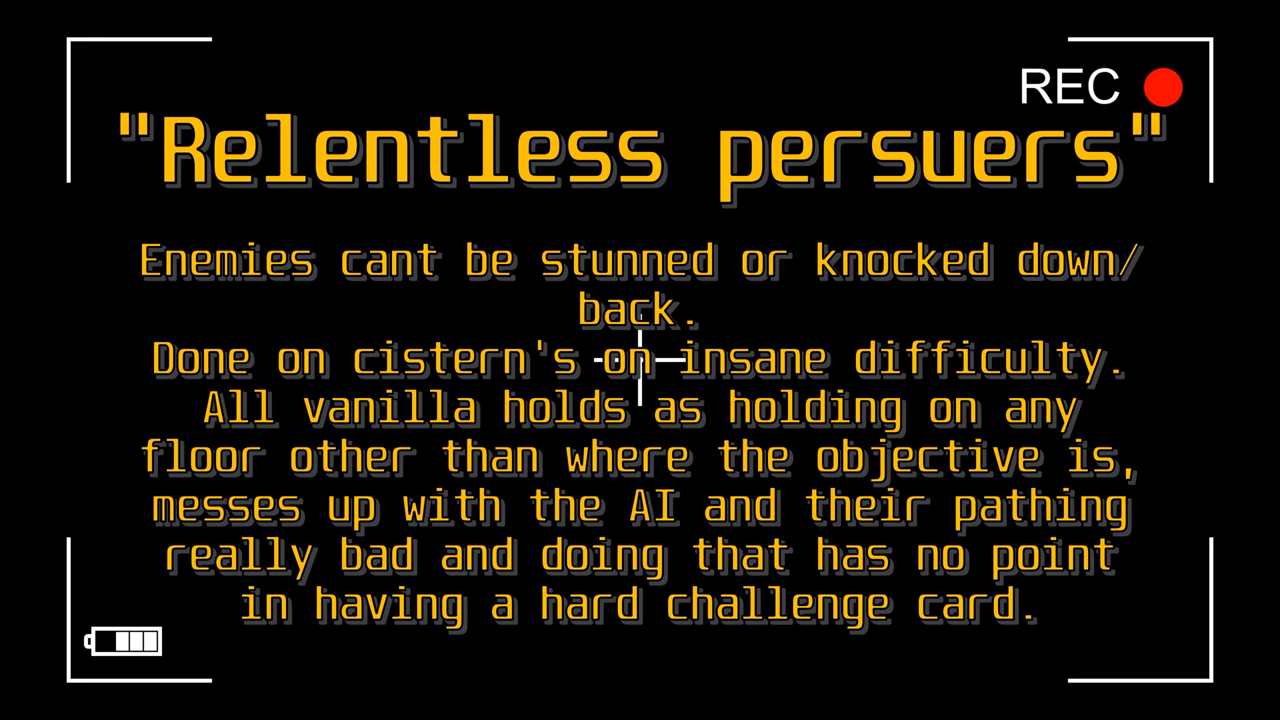 REC
"Relentless persuers"
Enemies cant be stunned or knocked down/
back.
Done on cistern's on insane difficulty.
All vanilla holds as holding on any
floor other than where the objective is,
messes up with the AI and their pathing
really bad and doing that has no point
in having a hard challenge card.